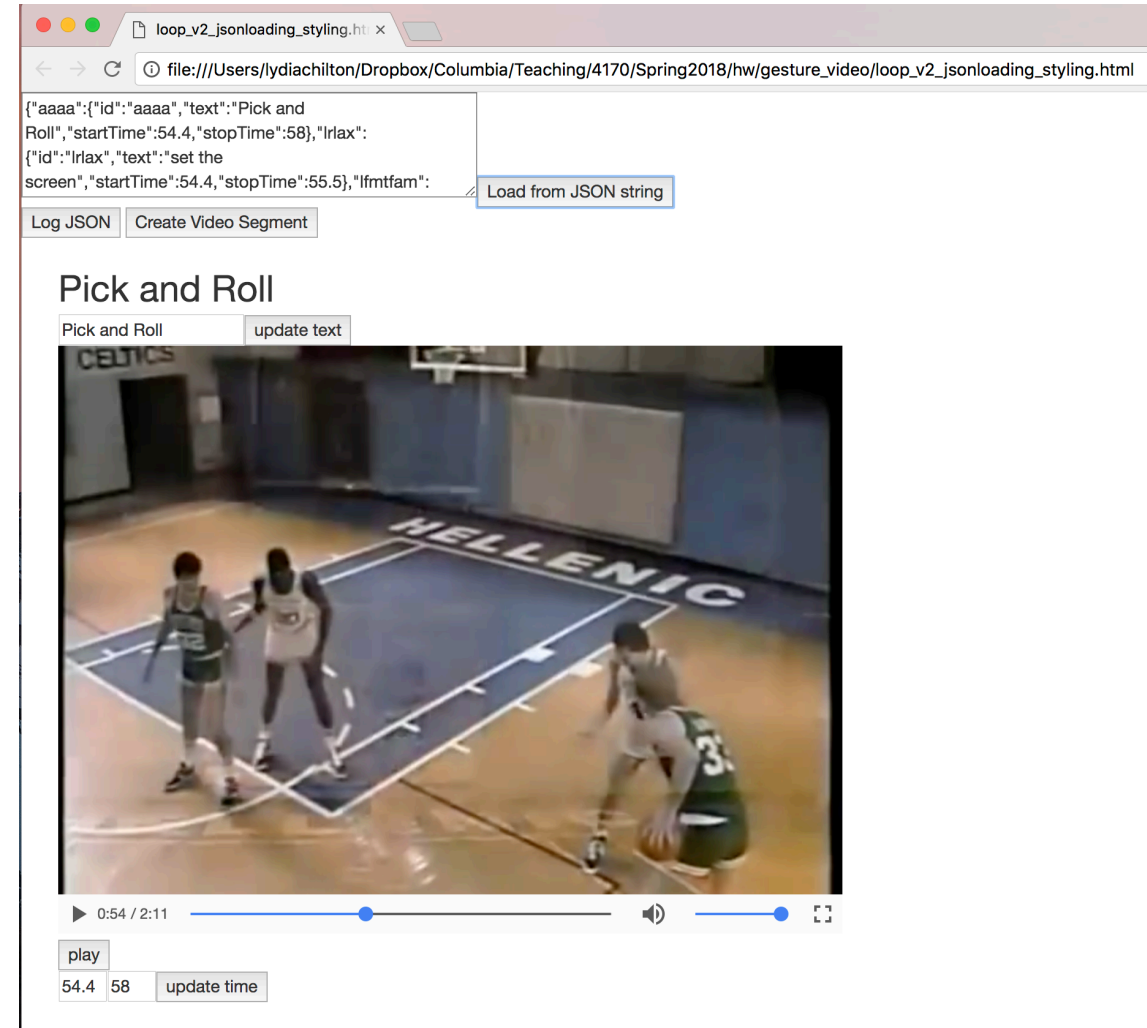 loop_v2_jsonloading_styling.ht
file:///Users/lydiachilton/Dropbox/Columbia/Teaching/4170/Spring2018/hw/gesture_video/loop_v2_jsonloading_styling.html
{"aaaa":{"id":"aaaa","text":"Pick and
Roll","startTime":54.4,"stopTime":58},"lrlax":
{"id":"lrlax","text":"set the
screen","startTime":54.4,"stopTime":55.5},"lfmtfam":
Load from JSON string
Log JSON Create Video Segment
Pick and Roll
Pick and Roll update text
CELTICS
HELLENIC
33
0:54 / 2:11
play
54.4 58 update time